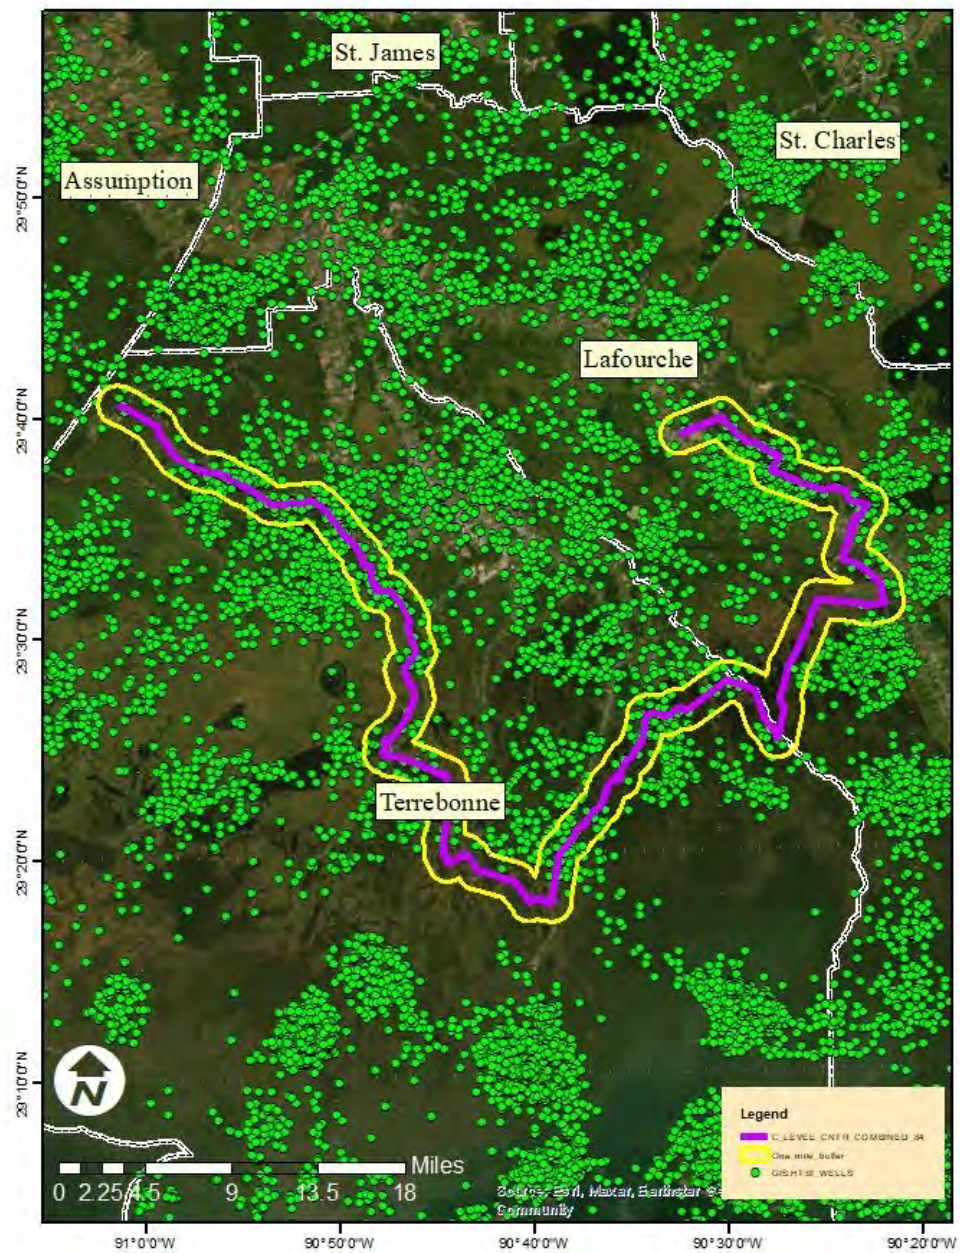 St. James
St. Charles
Assumption
29°50'0"N
Lafourche
29°40'0"N
29°30'0"N
Terrebonne
29°20'0"N
29°10'0"N
N
Legend
C_LEVEE_CNTR_COMBINED_84
One_mile_buffer
WELLS
Miles
0 2.25 4.5 9 13.5 18
Source: Esri, Maxar, Earthstar
Community
91°0'0"W 90°50'0"W 90°40'0"W 90°30'0"W 90°20'0"W